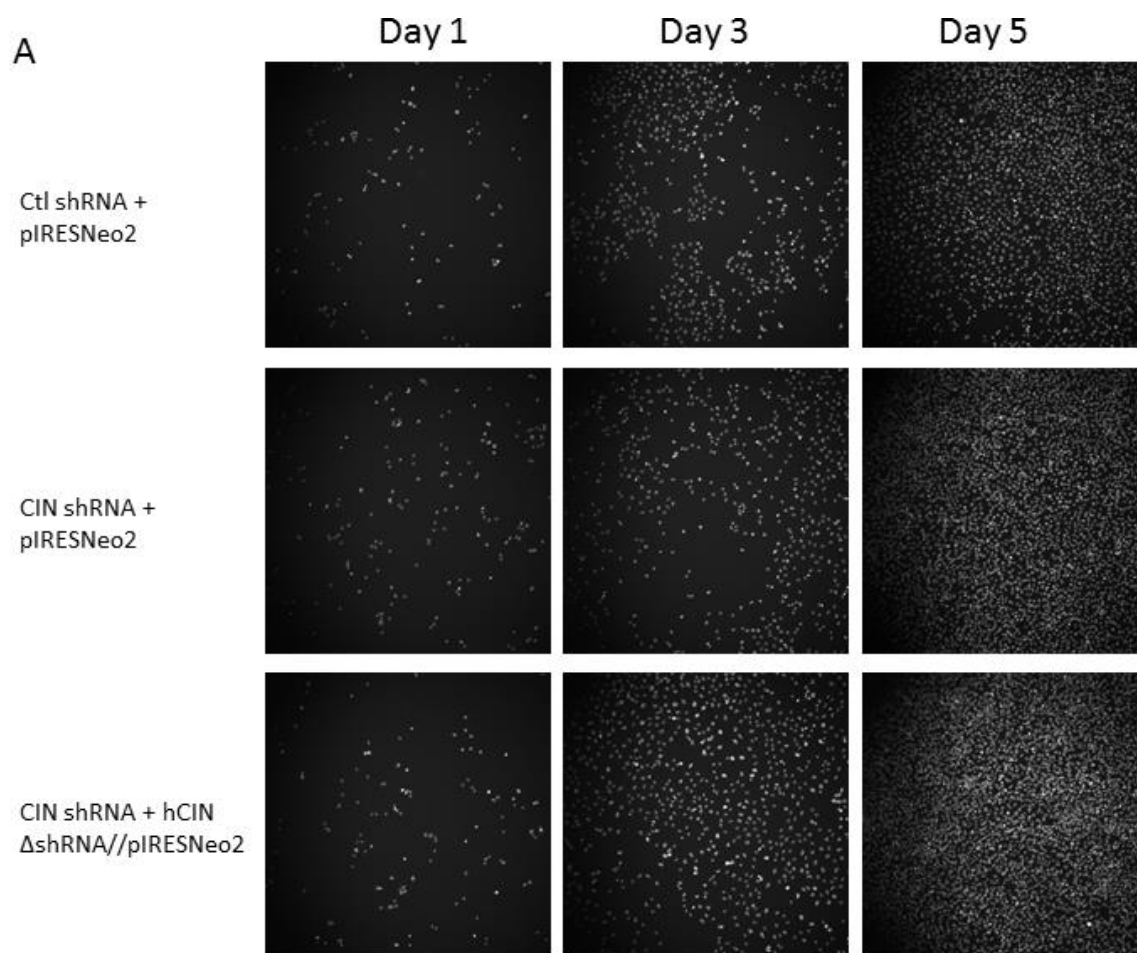 A
Day 1
Day 3
Day 5
Ctl shRNA +
pIRESNeo2
CIN shRNA +
pIRESNeo2
CIN shRNA + hCIN
ΔshRNA//pIRESNeo2